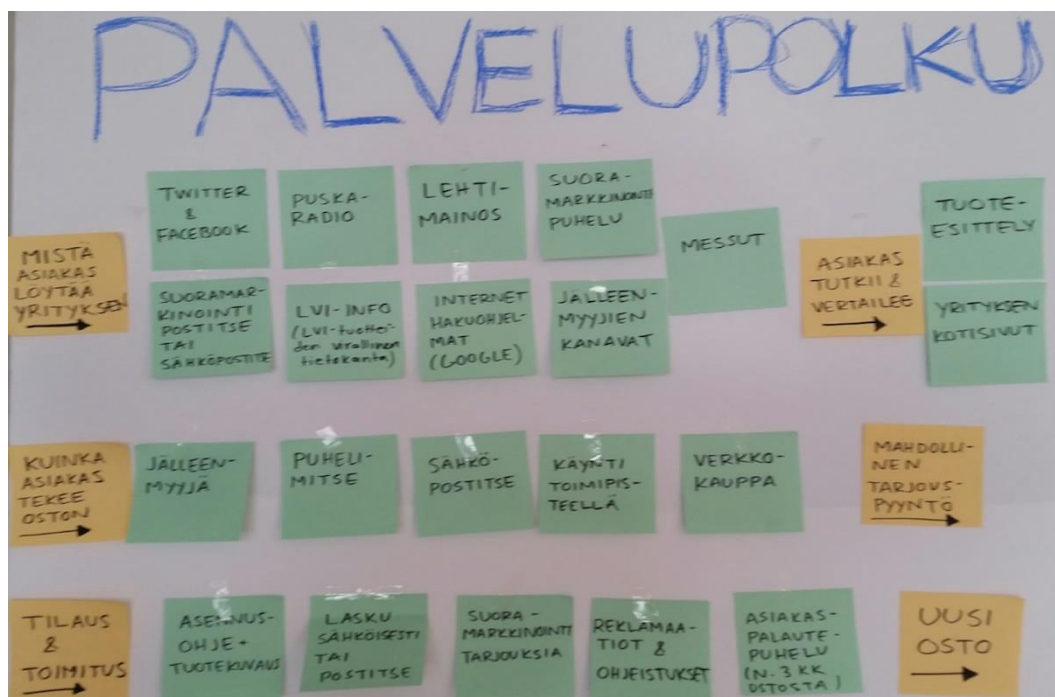 PALVELUPOLKU
MISTÄ
ASIAKAS
LÖYTÄÄ
YRITYKSEN
TWITTER
&
FACEBOOK
PUSKA-
RADIO
LEHTI-
MAINOS
SUORA-
MARKKINOINTI
PUHELU
MESSUT
SUORAMAR-
KINOINTI
POSTITSE
TAI
SÄHKÖPOSTITE
LVI-INFO
(LVI-tuottei-
den virallinen
tietokanta)
INTERNET
HAKUOHJEL-
MAT
(GOOGLE)
JÄLLEEN-
MYYJIEN
KANAVAT
ASIAKAS
TUTKII &
VERTAILEE
TUOTE-
ESITTELY
YRITYKSEN
KOTISIVUT
KUINKA
ASIAKAS
TEKEE
OSTON
JÄLLEEN-
MYYJÄ
PUHELI-
MITSE
SÄHKÖ-
POSTITSE
KÄYNTI
TOIMIPIS-
TEELLÄ
VERKKO-
KAUPPA
MAHDOLLI-
NEN
TARJOUS-
PYYNTÖ
TILAUS
&
TOIMITUS
ASENNUS-
OHJE+
TUOTEKUVAUS
LASKU
SÄHKÖISESTI
TAI
POSTITSE
SUORA-
MARKKINOINTI
TARJOUKSIA
REKLAMAA-
TIOT &
OHJEISTUKSET
ASIAKAS-
PALAUTE-
PUHELU
(N. 3 KK
OSTOSTA)
UUSI
OSTO